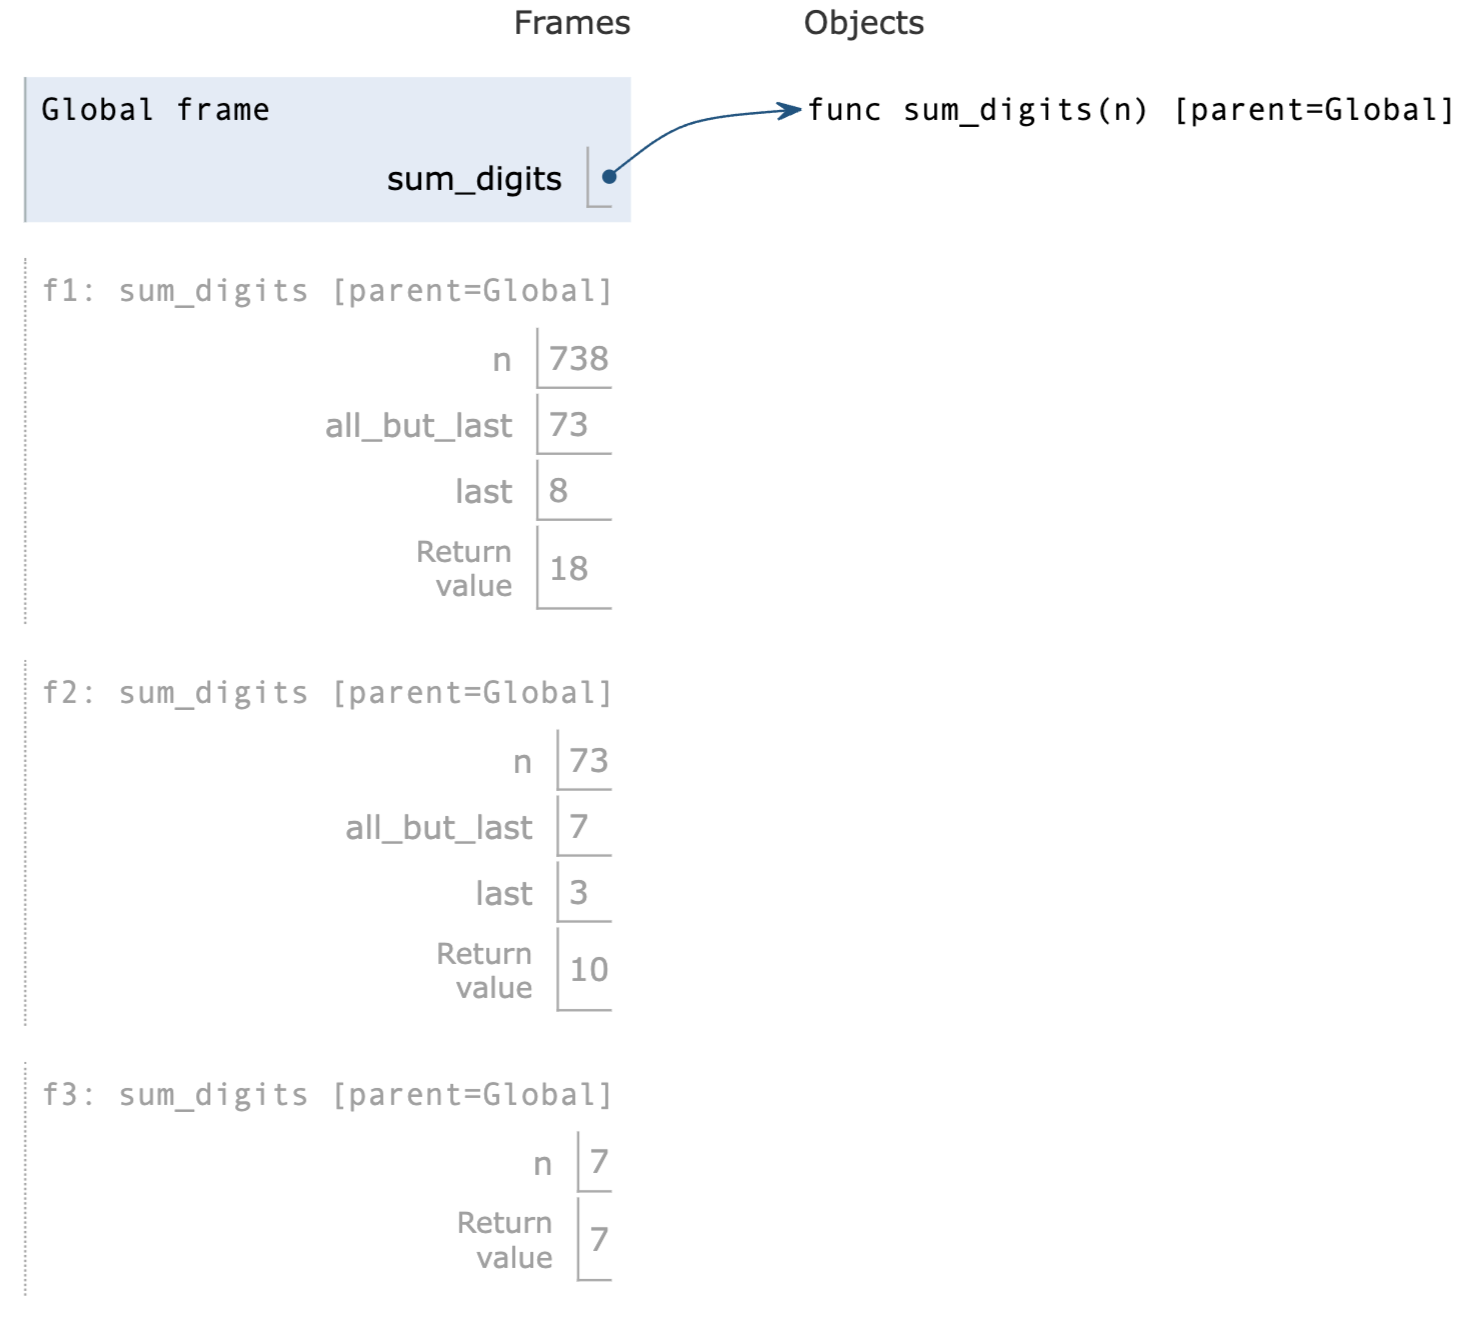 Frames Objects
Global frame func sum_digits(n) [parent=Global]
sum_digits
f1: sum_digits [parent=Global]
n 738
all_but_last 73
last 8
Return
value 18
f2: sum_digits [parent=Global]
n 73
all_but_last 7
last 3
Return
value 10
f3: sum_digits [parent=Global]
n 7
Return
value 7